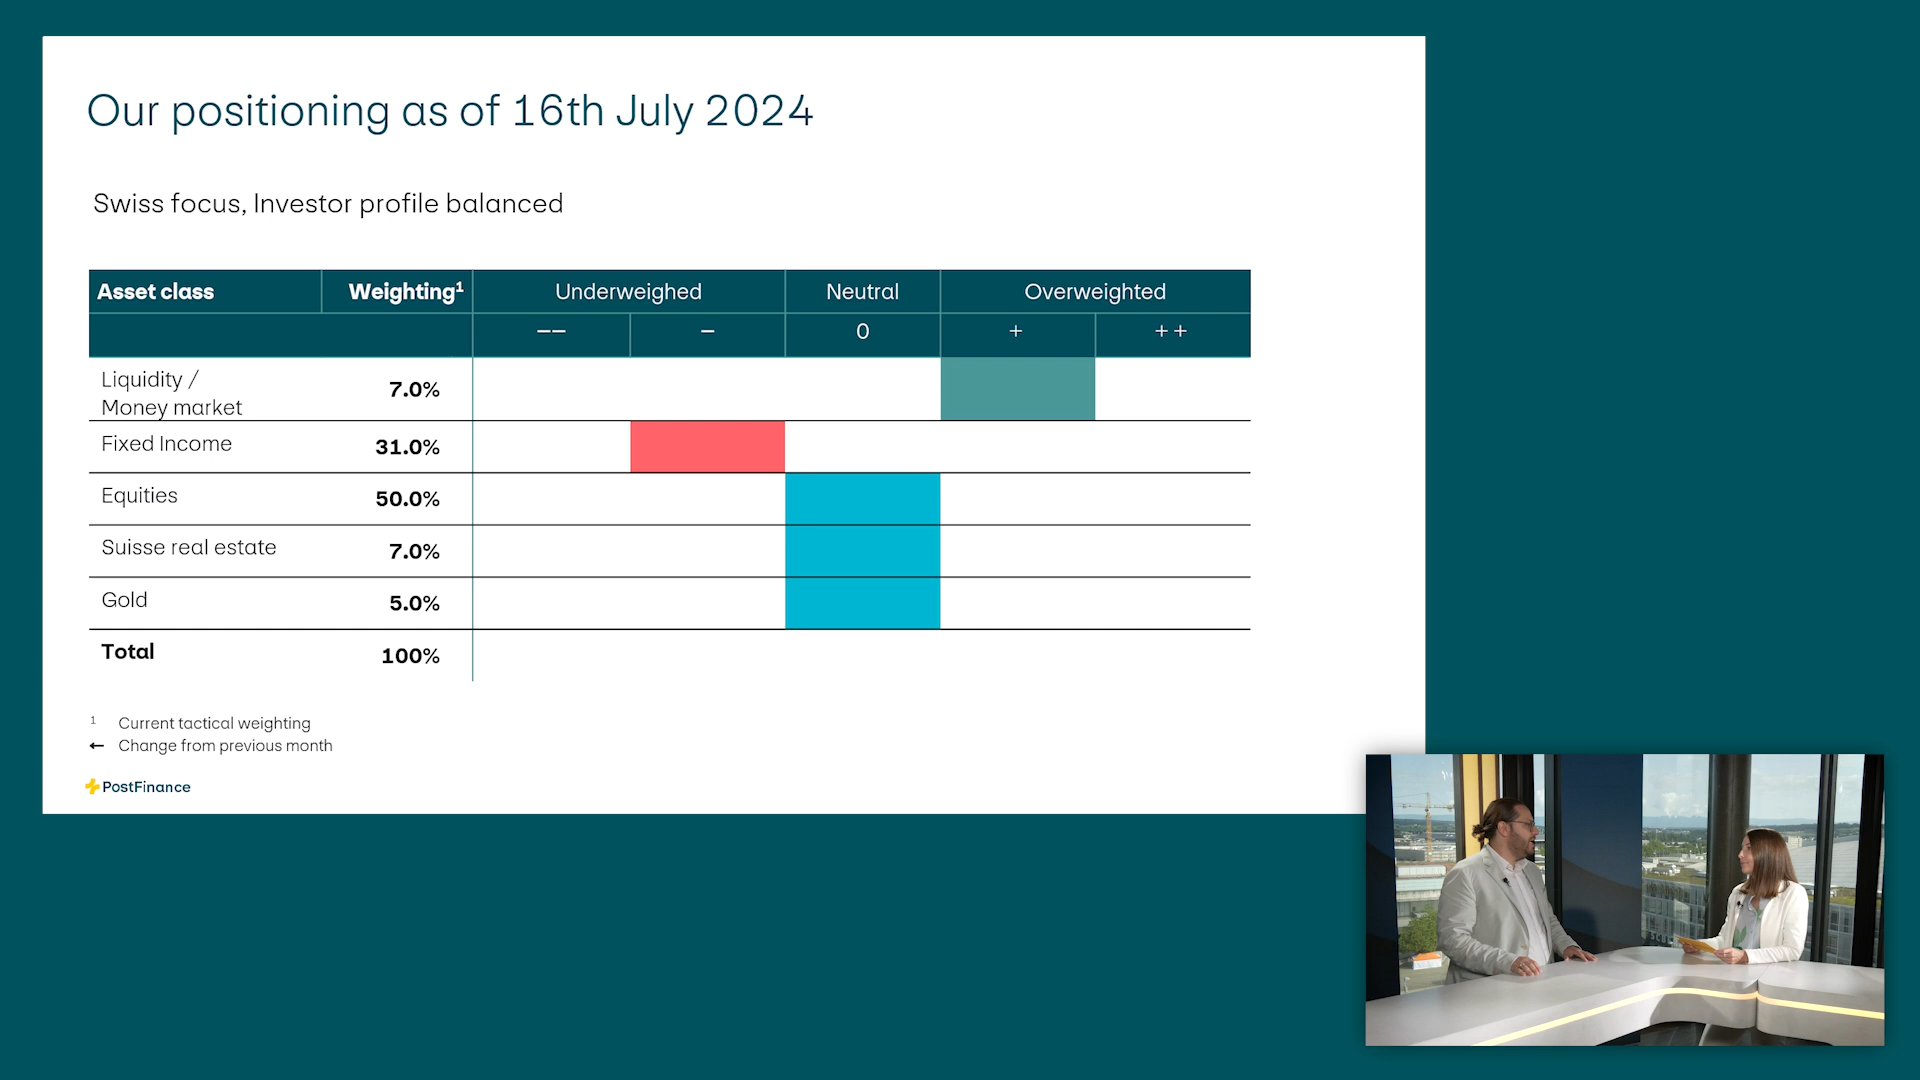 Our positioning as of 16th July 2024
Swiss focus, Investor profile balanced
Asset class Weighting¹ Underweighed Neutral Overweighted
−− − 0 + ++
Liquidity /
Money market 7.0%
Fixed Income 31.0%
Equities 50.0%
Suisse real estate 7.0%
Gold 5.0%
Total 100%
1 Current tactical weighting
← Change from previous month
PostFinance